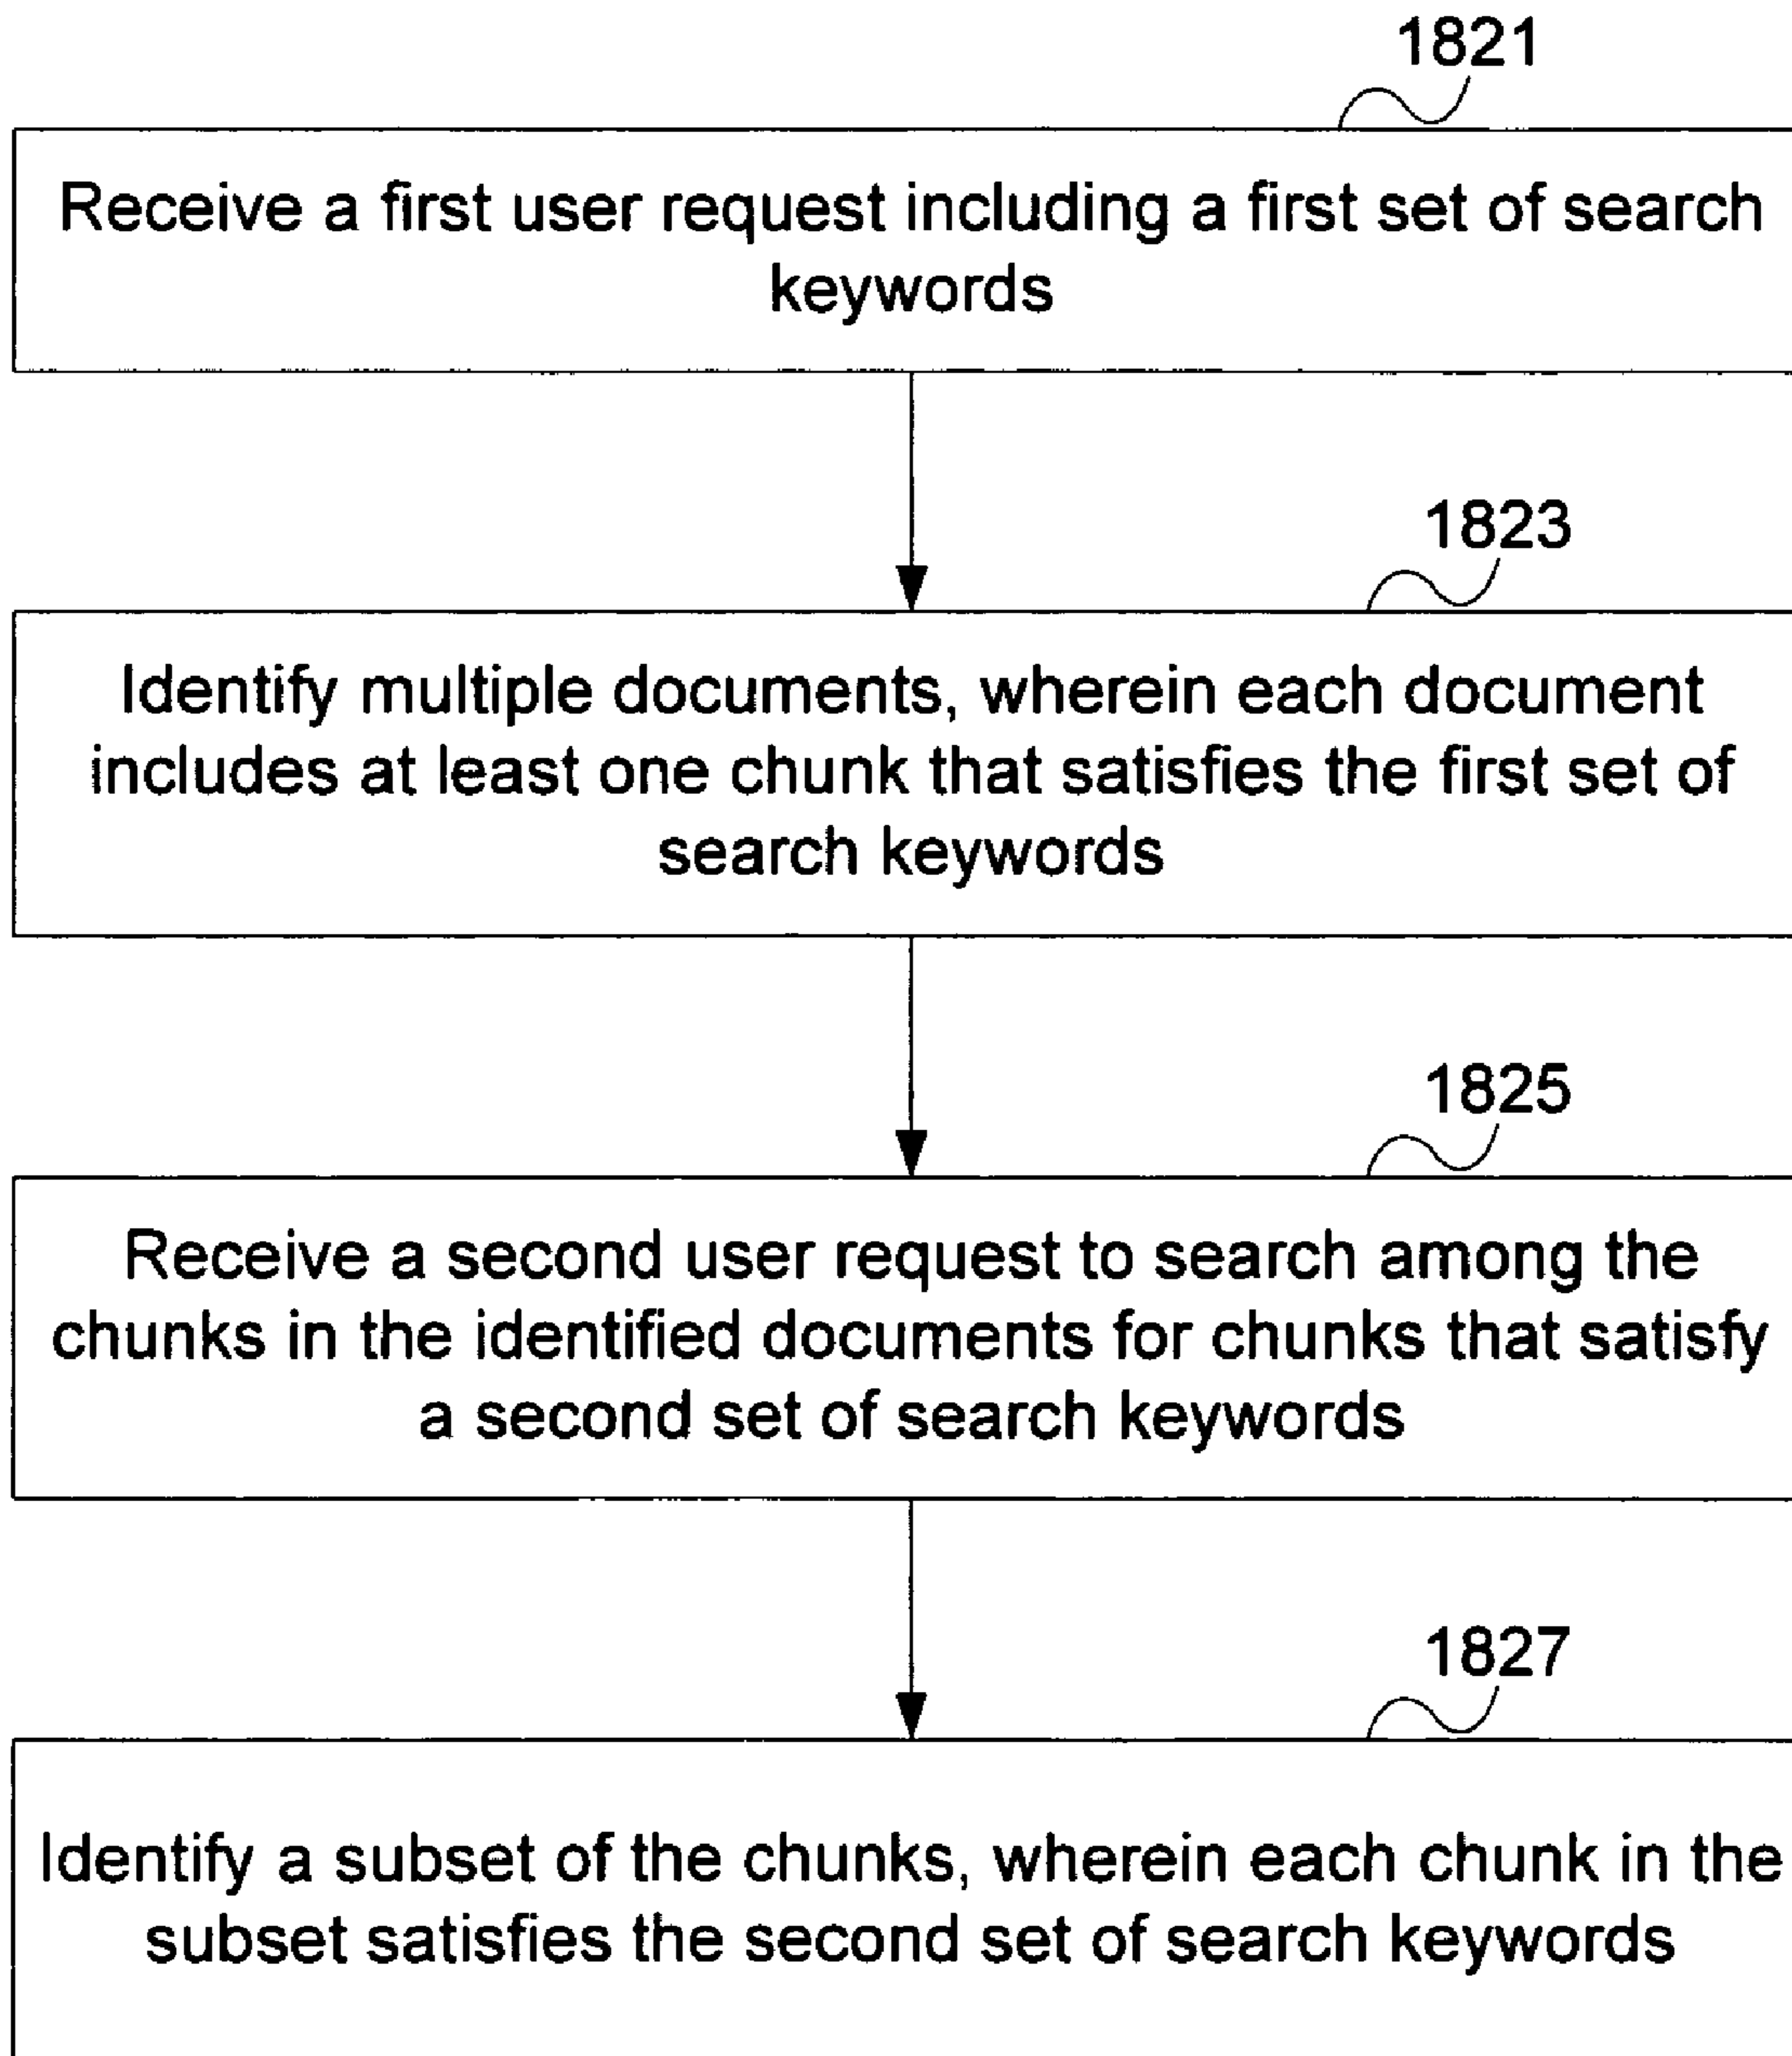 1821
Receive a first user request including a first set of search
keywords
1823
Identify multiple documents, wherein each document
includes at least one chunk that satisfies the first set of
search keywords
1825
Receive a second user request to search among the
chunks in the identified documents for chunks that satisfy
a second set of search keywords
1827
Identify a subset of the chunks, wherein each chunk in the
subset satisfies the second set of search keywords